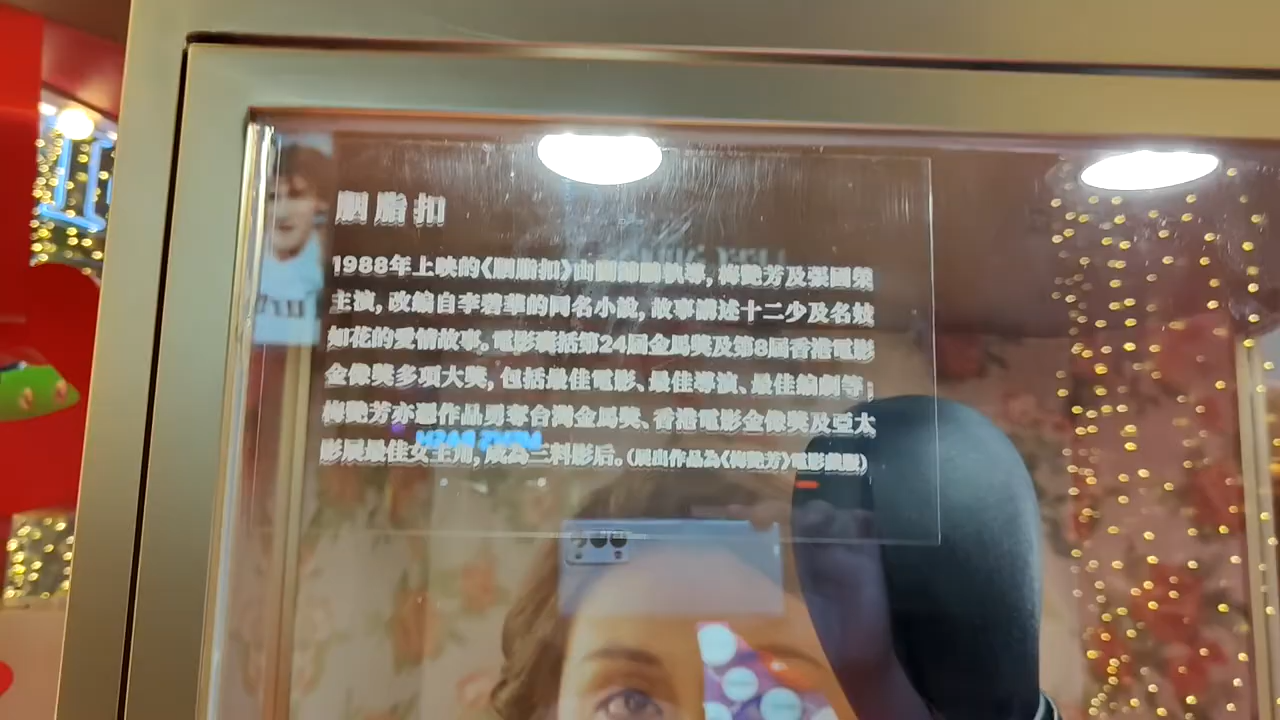 胭脂扣
1988年上映的《胭脂扣》由關錦鵬執導, 梅艷芳及張國榮
主演, 改編自李碧華的同名小說, 故事講述十二少及名妓
如花的愛情故事。電影囊括第24屆金馬獎及第8屆香港電影
金像獎多項大獎, 包括最佳電影、最佳導演、最佳編劇等;
梅艷芳亦憑作品勇奪台灣金馬獎、香港電影金像獎及亞太
影展最佳女主角, 成為三料影后。(展出作品為《梅艷芳》電影戲服)